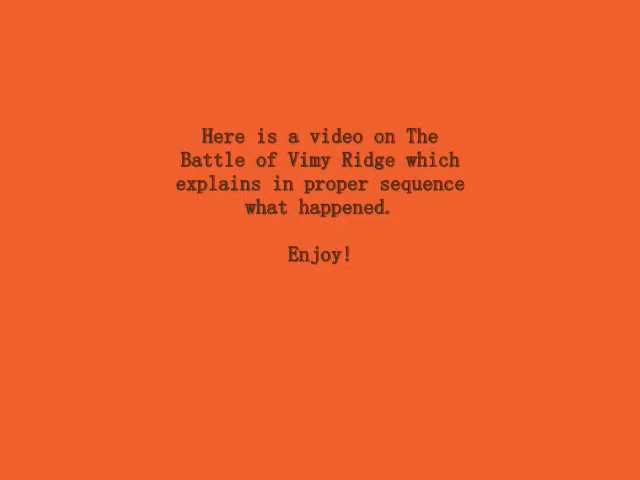 Here is a video on The
Battle of Vimy Ridge which
explains in proper sequence
what happened.
Enjoy!